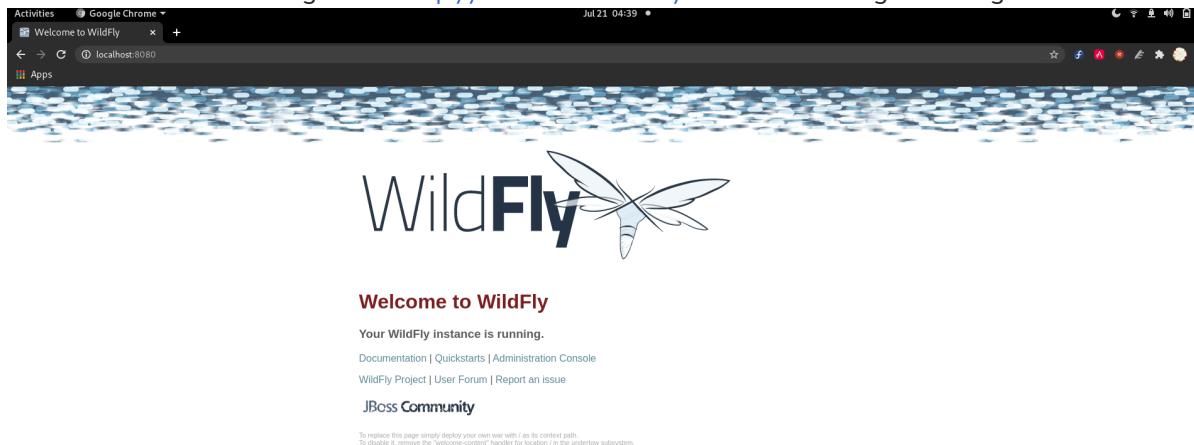 Activities Google Chrome Jul 21 04:39
Welcome to WildFly
localhost:8080
Apps
WildFly
Welcome to WildFly
Your WildFly instance is running.
Documentation | Quickstarts | Administration Console
WildFly Project | User Forum | Report an issue
JBoss Community
To replace this page simply deploy your own war with / as its context path.
To disable it, remove the "welcome-content" handler for location / in the undertow subsystem.